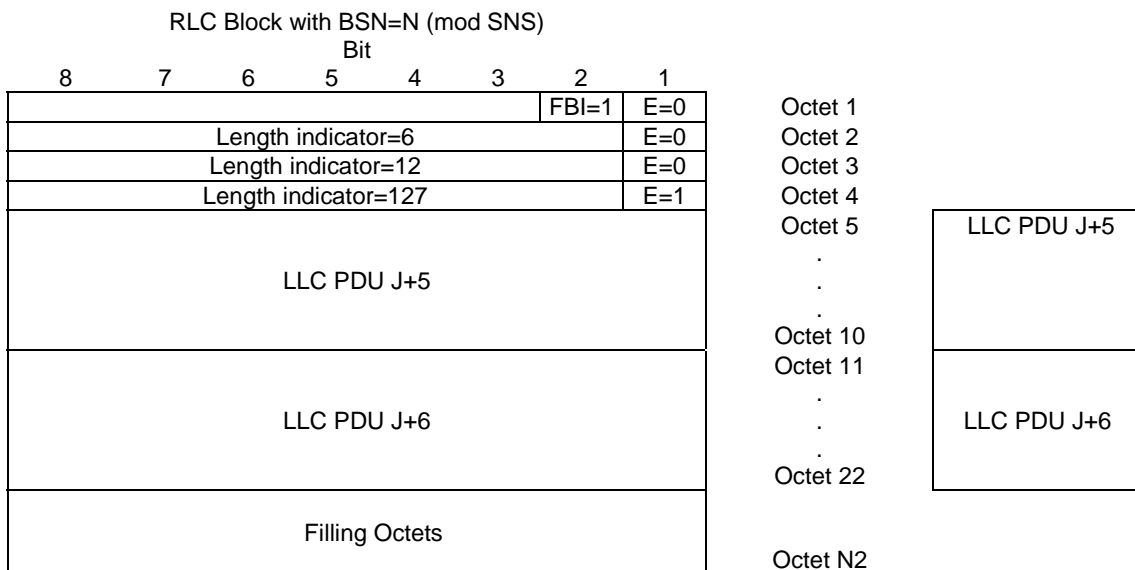 RLC Block with BSN=N (mod SNS)
Bit
8 7 6 5 4 3 2 1
FBI=1 E=0 Octet 1
Length indicator=6 E=0 Octet 2
Length indicator=12 E=0 Octet 3
Length indicator=127 E=1 Octet 4
Octet 5 LLC PDU J+5
.
LLC PDU J+5 .
.
Octet 10
Octet 11
.
LLC PDU J+6 . LLC PDU J+6
.
Octet 22
Filling Octets
Octet N2